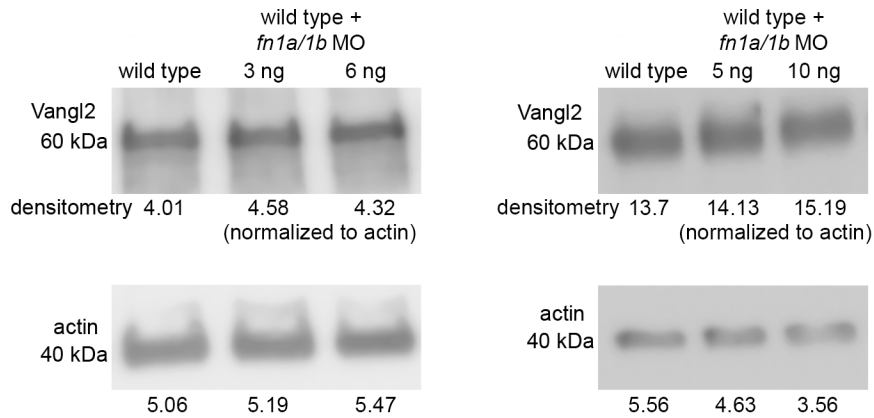 wild type +
fn1a/1b MO
wild type 3 ng 6 ng
Vangl2
60 kDa
densitometry 4.01 4.58 4.32
(normalized to actin)
actin
40 kDa
5.06 5.19 5.47
wild type +
fn1a/1b MO
wild type 5 ng 10 ng
Vangl2
60 kDa
densitometry 13.7 14.13 15.19
(normalized to actin)
actin
40 kDa
5.56 4.63 3.56